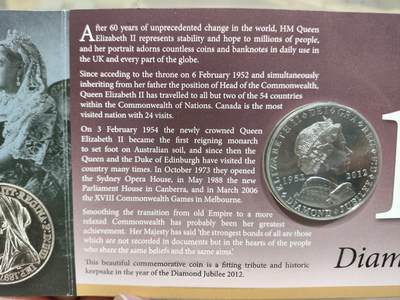 After 60 years of unprecedented change in the world, HM Queen
Elizabeth II represents stability and hope to millions of people,
and her portrait adorns countless coins and banknotes in daily use
in the UK and every part of the globe.
Since acceding to the throne on 6 February 1952 and simultaneously
inheriting from her father the position of Head of the Commonwealth,
Queen Elizabeth II has travelled to all but two of the 54 countries
within the Commonwealth of Nations. Canada is the most
visited nation with 24 visits.
On 3 February 1954 the newly crowned Queen
Elizabeth II became the first reigning monarch
to set foot on Australian soil, and since then the
Queen and the Duke of Edinburgh have visited the
country many times. In October 1973 they opened
the Sydney Opera House, in May 1988 the new
Parliament House in Canberra, and in March 2006
the XVIII Commonwealth Games in Melbourne.
Smoothing the transition from old Empire to a more
relaxed Commonwealth has probably been her greatest
achievement. Her Majesty has said 'the strongest bonds of all are those
which are not recorded in documents but in the hearts of the people
who share the same beliefs and the same aims.'
This beautiful commemorative coin is a fitting tribute and historic
keepsake in the year of the Diamond Jubilee 2012.
1952 2012
DIAMOND
Diam